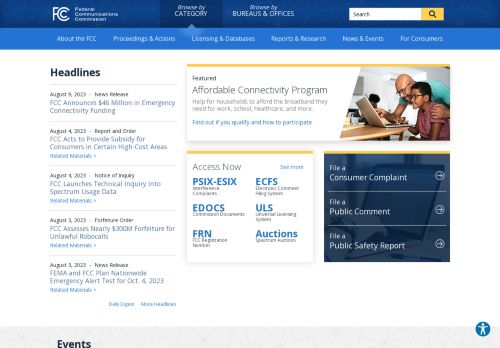 FCC
Federal
Communications
Commission
Browse by
CATEGORY
Browse by
BUREAUS & OFFICES
Search
About the FCC
Proceedings & Actions
Licensing & Databases
Reports & Research
News & Events
For Consumers
Headlines
August 9, 2023 - News Release
FCC Announces $46 Million in Emergency
Connectivity Funding
August 4, 2023 - Report and Order
FCC Acts to Provide Subsidy for
Consumers in Certain High-Cost Areas
Related Materials >
August 4, 2023 - Notice of Inquiry
FCC Launches Technical Inquiry Into
Spectrum Usage Data
Related Materials >
August 3, 2023 - Forfeiture Order
FCC Assesses Nearly $300M Forfeiture for
Unlawful Robocalls
August 3, 2023 - News Release
FEMA and FCC Plan Nationwide
Emergency Alert Test for Oct. 4, 2023
Related Materials >
Daily Digest
More Headlines
Featured
Affordable Connectivity Program
Help for households to afford the broadband they
need for work, school, healthcare, and more.
Find out if you qualify and how to participate
Access Now
See more
PSIX-ESIX
Interference
Complaints
ECFS
Electronic Comment
Filing System
EDOCS
Commission Documents
ULS
Universal Licensing
System
FRN
FCC Registration
Number
Auctions
Spectrum Auctions
File a
Consumer Complaint
File a
Public Comment
File a
Public Safety Report
Events